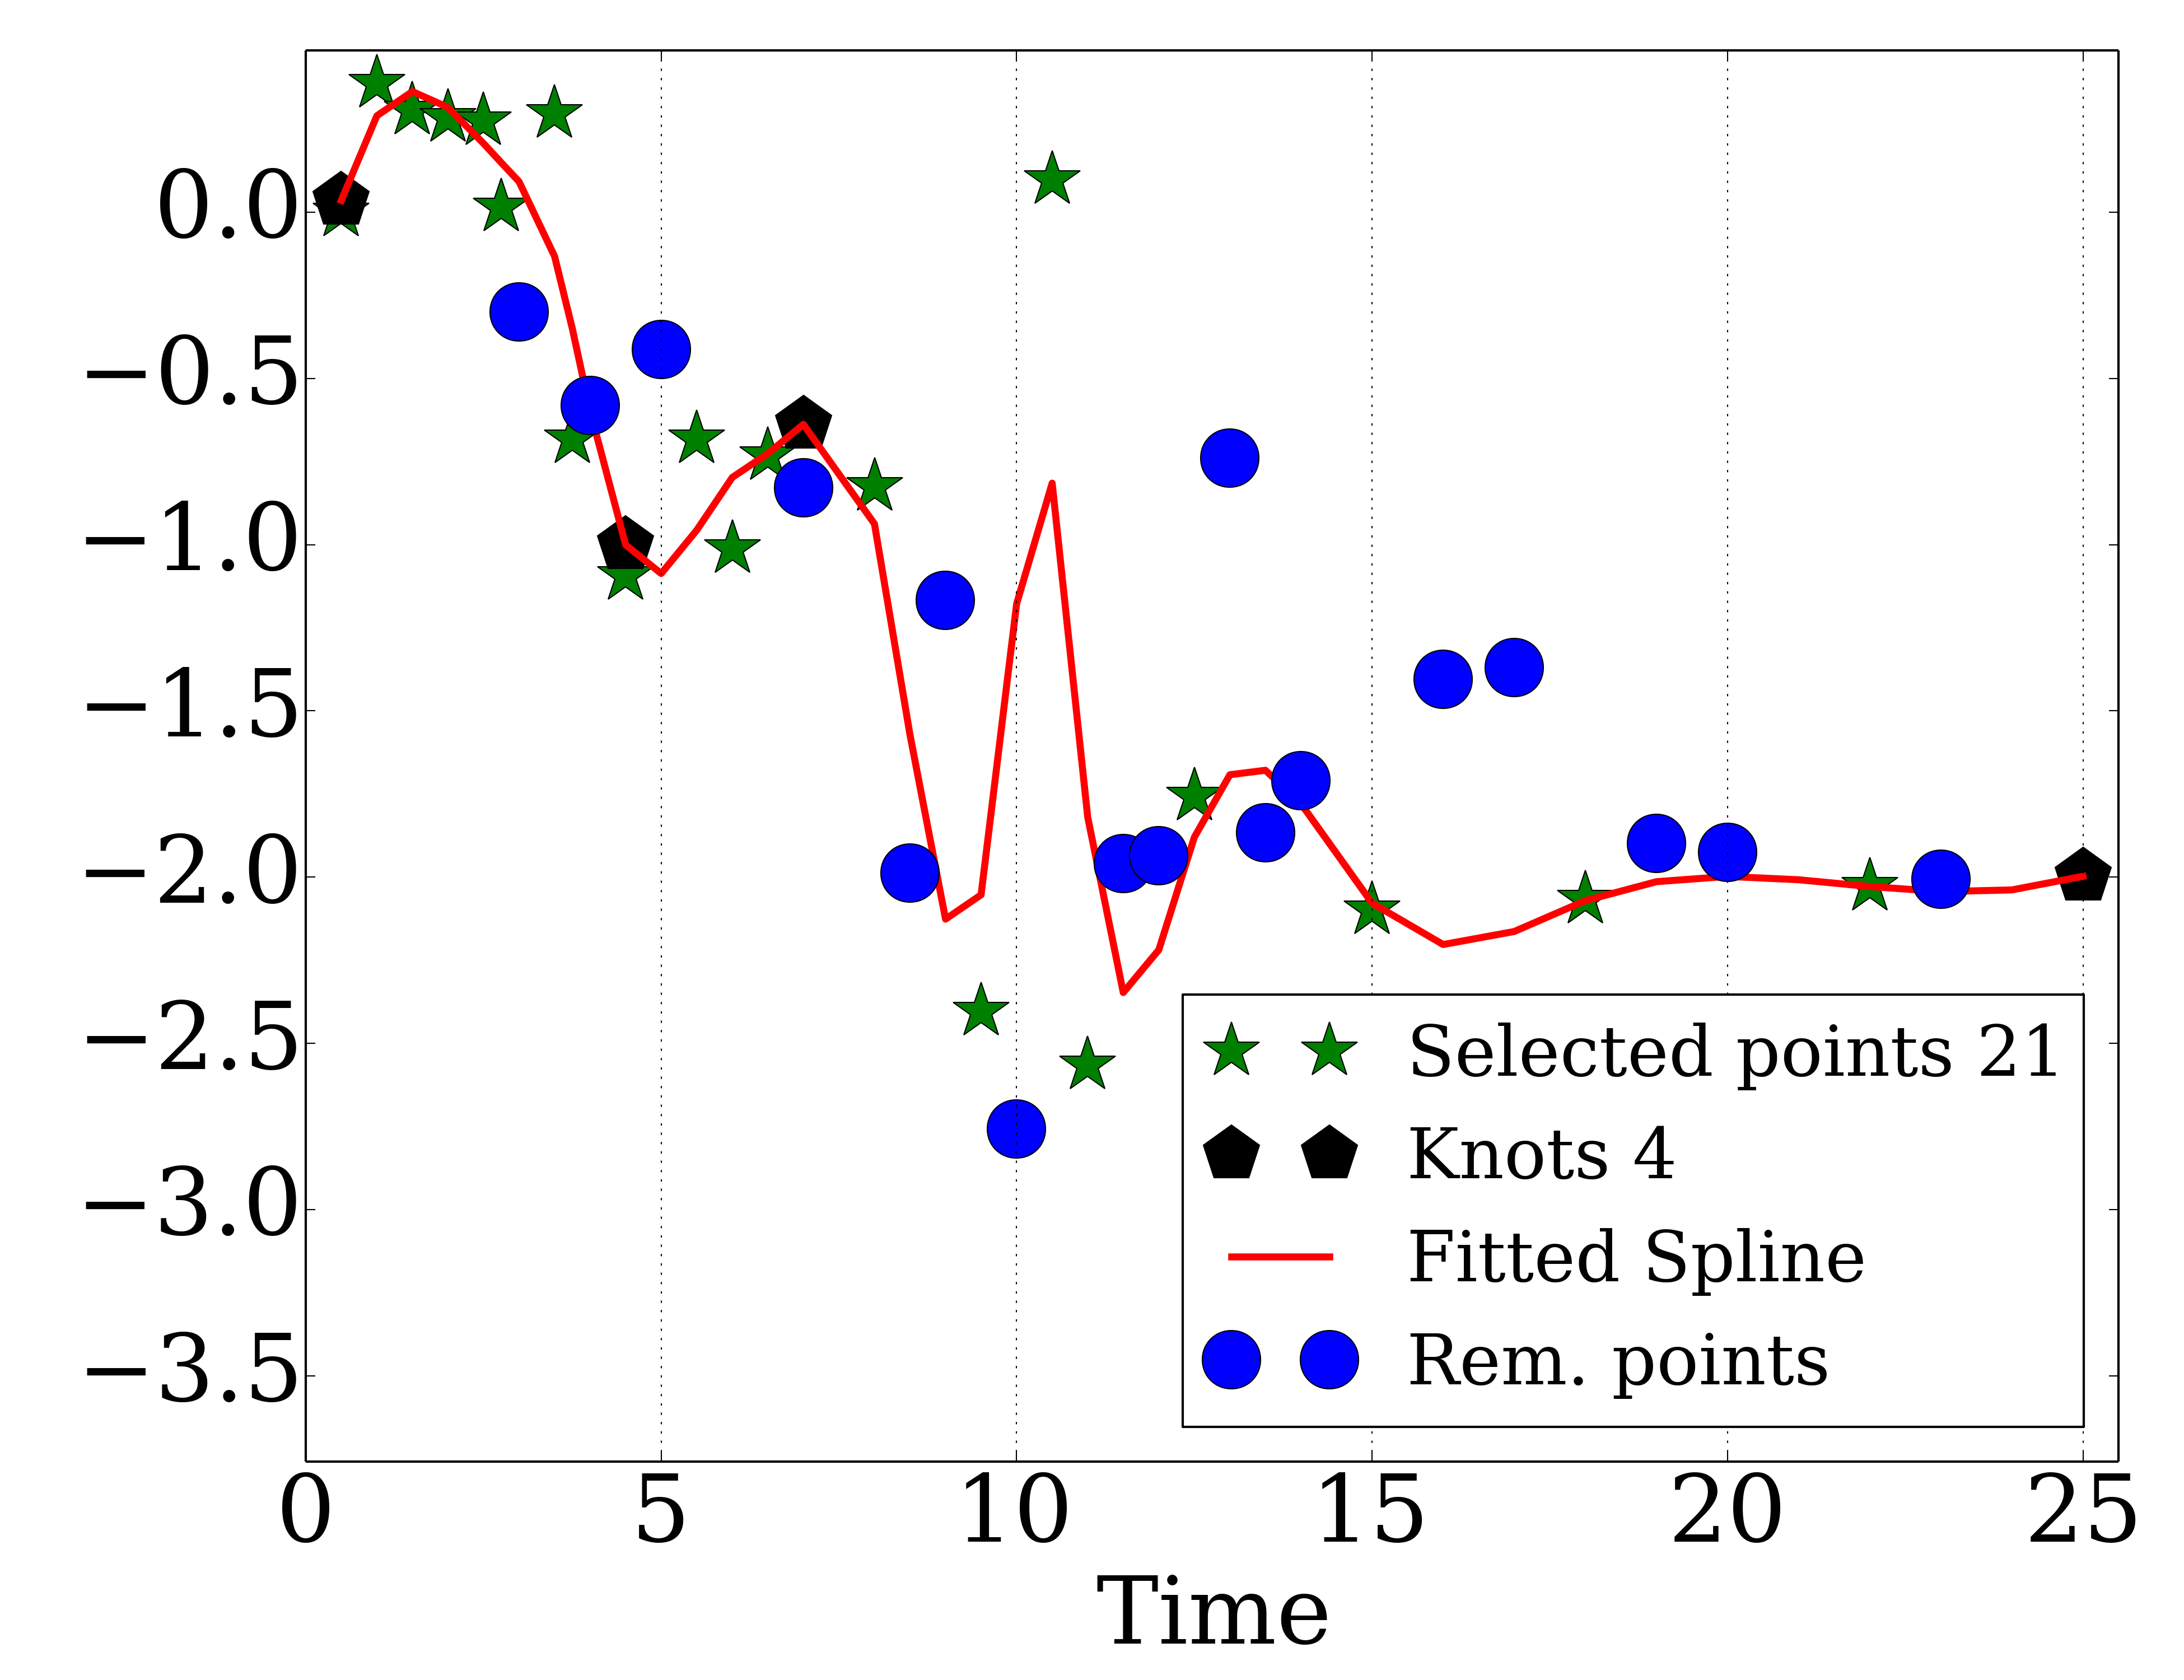 0.0
−0.5
−1.0
−1.5
−2.0
−2.5
−3.0
−3.5
Selected points 21
Knots 4
Fitted Spline
Rem. points
0 5 10 15 20 25
Time